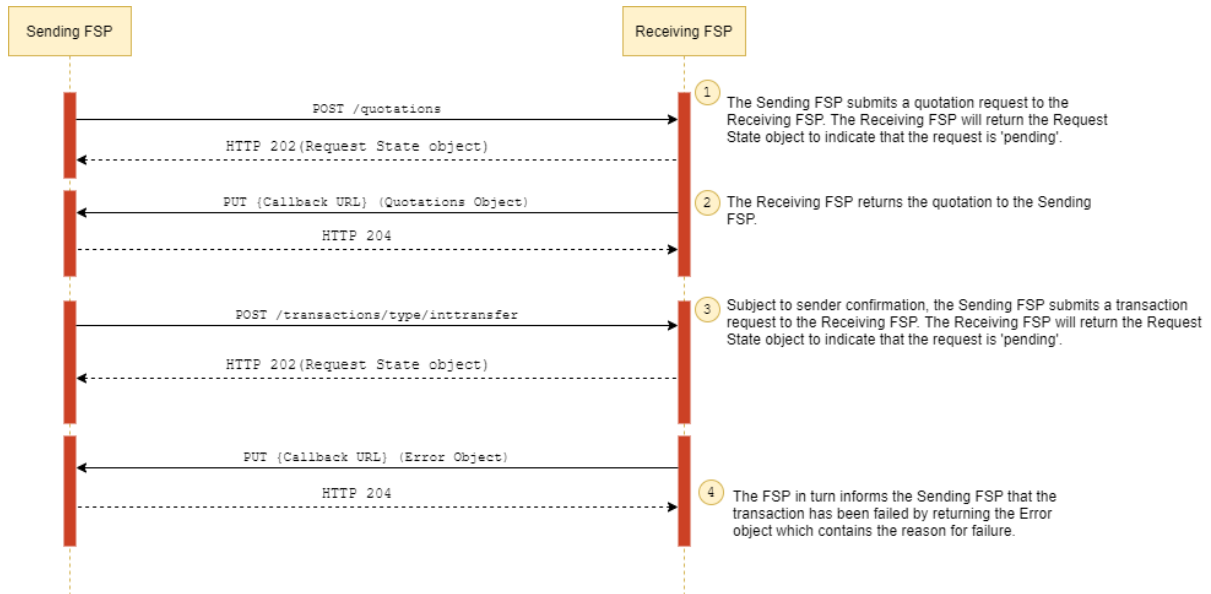 Sending FSP
Receiving FSP
POST /quotations
1
The Sending FSP submits a quotation request to the
Receiving FSP. The Receiving FSP will return the Request
State object to indicate that the request is 'pending'.
HTTP 202(Request State object)
PUT {Callback URL} (Quotations Object)
2
The Receiving FSP returns the quotation to the Sending
FSP.
HTTP 204
POST /transactions/type/inttransfer
3
Subject to sender confirmation, the Sending FSP submits a transaction
request to the Receiving FSP. The Receiving FSP will return the Request
State object to indicate that the request is 'pending'.
HTTP 202(Request State object)
PUT {Callback URL} (Error Object)
HTTP 204
4
The FSP in turn informs the Sending FSP that the
transaction has been failed by returning the Error
object which contains the reason for failure.